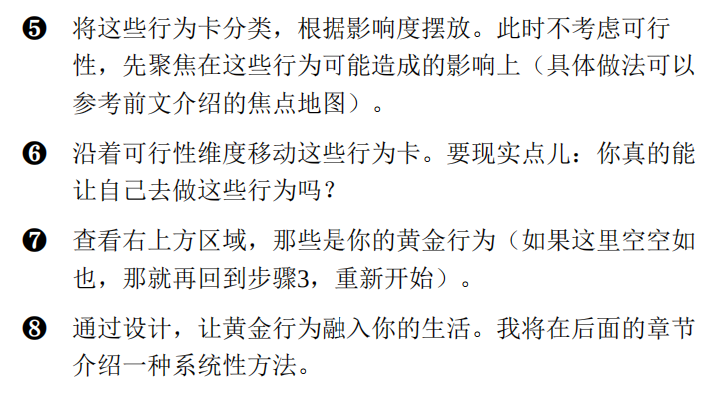 ❺ 将这些行为卡分类，根据影响度摆放。此时不考虑可行
性，先聚焦在这些行为可能造成的影响上（具体做法可以
参考前文介绍的焦点地图）。
❻ 沿着可行性维度移动这些行为卡。要现实点儿：你真的能
让自己去做这些行为吗？
❼ 查看右上方区域，那些是你的黄金行为（如果这里空空如
也，那就再回到步骤3，重新开始）。
❽ 通过设计，让黄金行为融入你的生活。我将在后面的章节
介绍一种系统性方法。